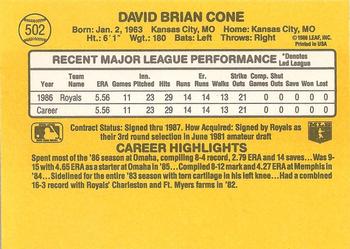 502
DAVID BRIAN CONE
Born: Jan. 2, 1963 Kansas City, MO Home: Kansas City, MO
Ht.: 6'1" Wgt.: 180 Bats: Left Throws: Right
©1986 LEAF, INC.
Printed in USA
RECENT MAJOR LEAGUE PERFORMANCE *Denotes Led League
Year Team Name ERA Games Innings Pitched Hits Runs Er. Runs Walks Strike Outs Comp. Games Shut Outs Saves Won Lost
1986 Royals 5.56 11 23 29 14 14 13 21 0 0 0 0 0
Career 5.56 11 23 29 14 14 13 21 0 0 0 0 0
Contract Status: Signed thru 1987. How Acquired: Signed by Royals as
their 3rd round selection in June 1981 amateur draft
CAREER HIGHLIGHTS
Spent most of the '86 season at Omaha, compiling 8-4 record, 2.79 ERA and 14 saves...Was 9-
15 with 4.65 ERA as a starter at Omaha in '85...Compiled 8-12 mark and 4.27 ERA at Memphis in
'84...Sidelined for the entire '83 season with torn cartilage in his left knee...Had a combined
16-3 record with Royals' Charleston and Ft. Myers farms in '82.